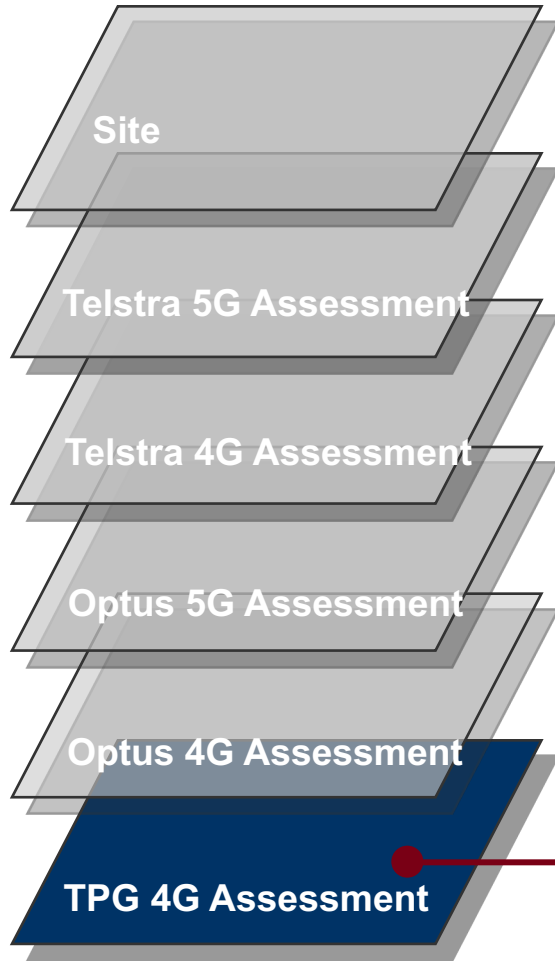 Site
Telstra 5G Assessment
Telstra 4G Assessment
Optus 5G Assessment
Optus 4G Assessment
TPG 4G Assessment